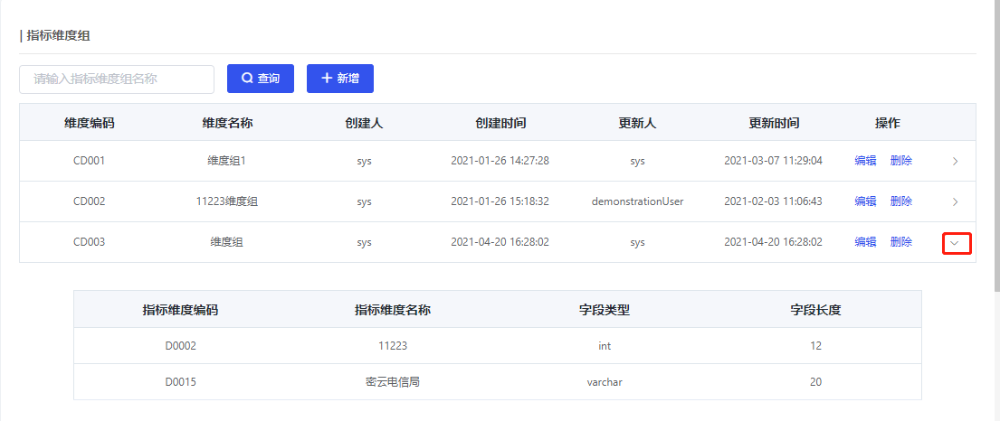 | 指标维度组
请输入指标维度组名称 查询 新增
维度编码 维度名称 创建人 创建时间 更新人 更新时间 操作
CD001 维度组1 sys 2021-01-26 14:27:28 sys 2021-03-07 11:29:04 编辑 删除
CD002 11223维度组 sys 2021-01-26 15:18:32 demonstrationUser 2021-02-03 11:06:43 编辑 删除
CD003 维度组 sys 2021-04-20 16:28:02 sys 2021-04-20 16:28:02 编辑 删除
指标维度编码 指标维度名称 字段类型 字段长度
D0002 11223 int 12
D0015 密云电信局 varchar 20